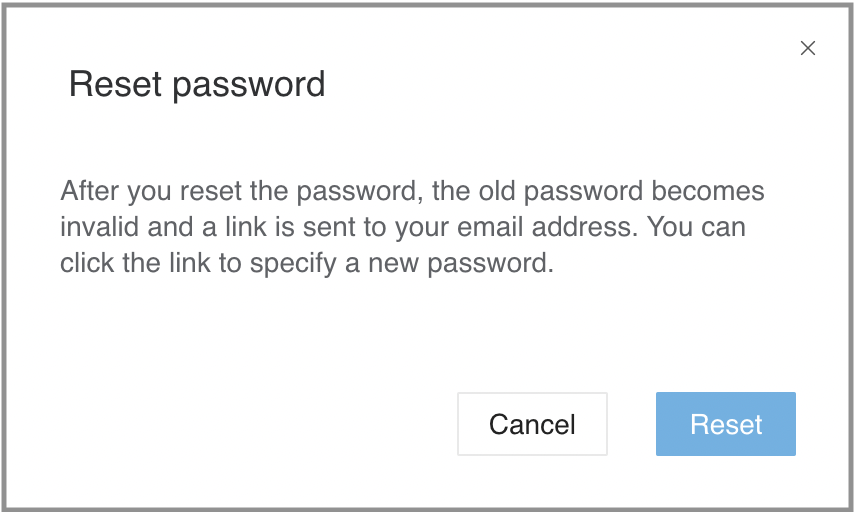 Reset password
After you reset the password, the old password becomes
invalid and a link is sent to your email address. You can
click the link to specify a new password.
Cancel Reset